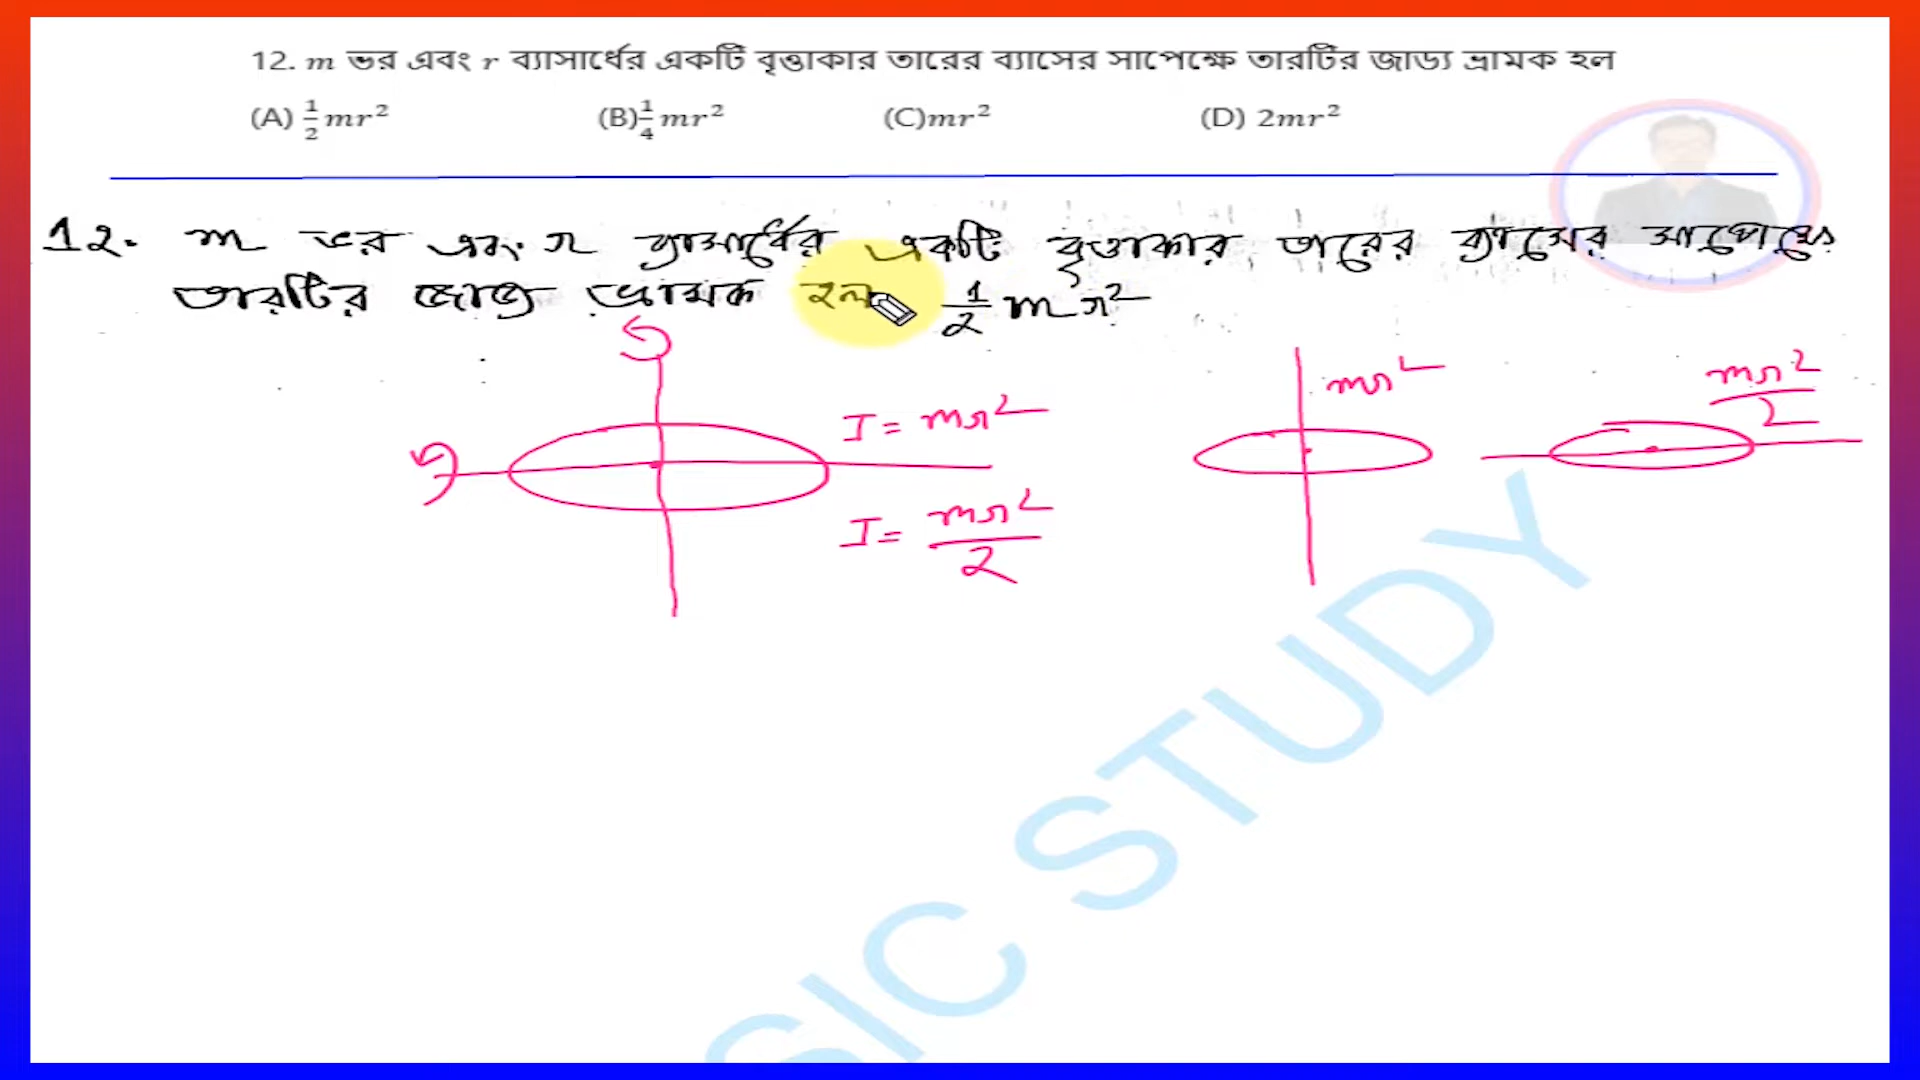 12. m ভর এবং r ব্যাসার্ধের একটি বৃত্তাকার তারের ব্যাসের সাপেক্ষে তারটির জাড্য ভ্রামক হল
(A) 1/2 mr² (B) 1/4 mr² (C) mr² (D) 2mr²
12. m ভর এবং r ব্যাসার্ধের একটি বৃত্তাকার তারের ব্যাসের সাপেক্ষে
তারটির জাড্য ভ্রামক হল 1/2 mr²
I = mr²
I = mr²/2
mr²
mr²/2
SIC STUDY